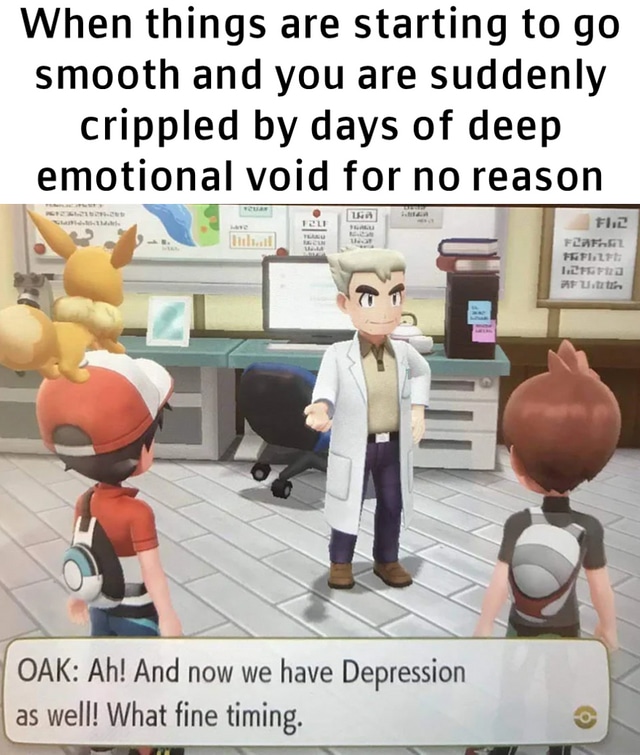 When things are starting to go
smooth and you are suddenly
crippled by days of deep
emotional void for no reason
OAK: Ah! And now we have Depression
as well! What fine timing.